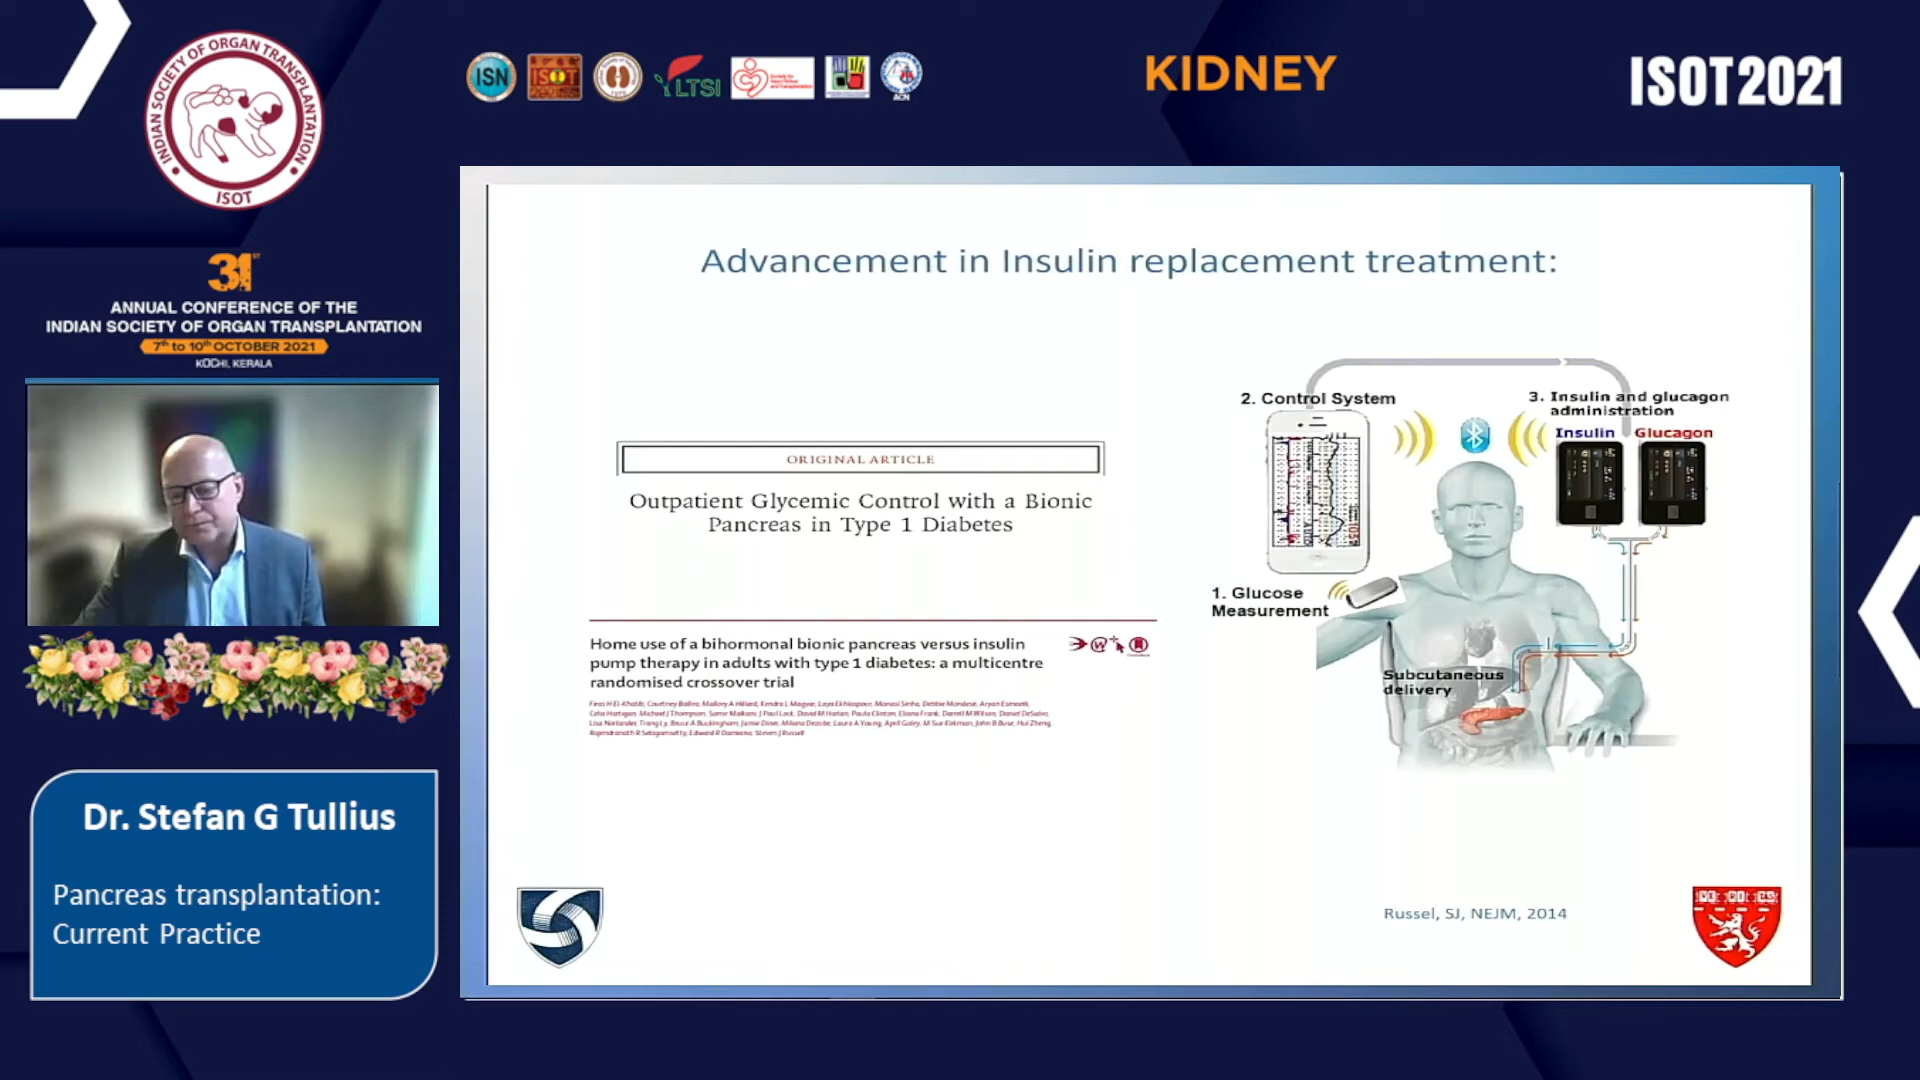 INDIAN SOCIETY OF ORGAN TRANSPLANTATION
ISOT
ISN
ISOT
LTSI
ACN
KIDNEY
ISOT2021
31ST
ANNUAL CONFERENCE OF THE
INDIAN SOCIETY OF ORGAN TRANSPLANTATION
7th to 10th OCTOBER 2021
KOCHI, KERALA
Dr. Stefan G Tullius
Pancreas transplantation:
Current Practice
Advancement in Insulin replacement treatment:
ORIGINAL ARTICLE
Outpatient Glycemic Control with a Bionic
Pancreas in Type 1 Diabetes
Home use of a bihormonal bionic pancreas versus insulin
pump therapy in adults with type 1 diabetes: a multicentre
randomised crossover trial
2. Control System
3. Insulin and glucagon
administration
Insulin Glucagon
1. Glucose
Measurement
Subcutaneous
delivery
Russel, SJ, NEJM, 2014